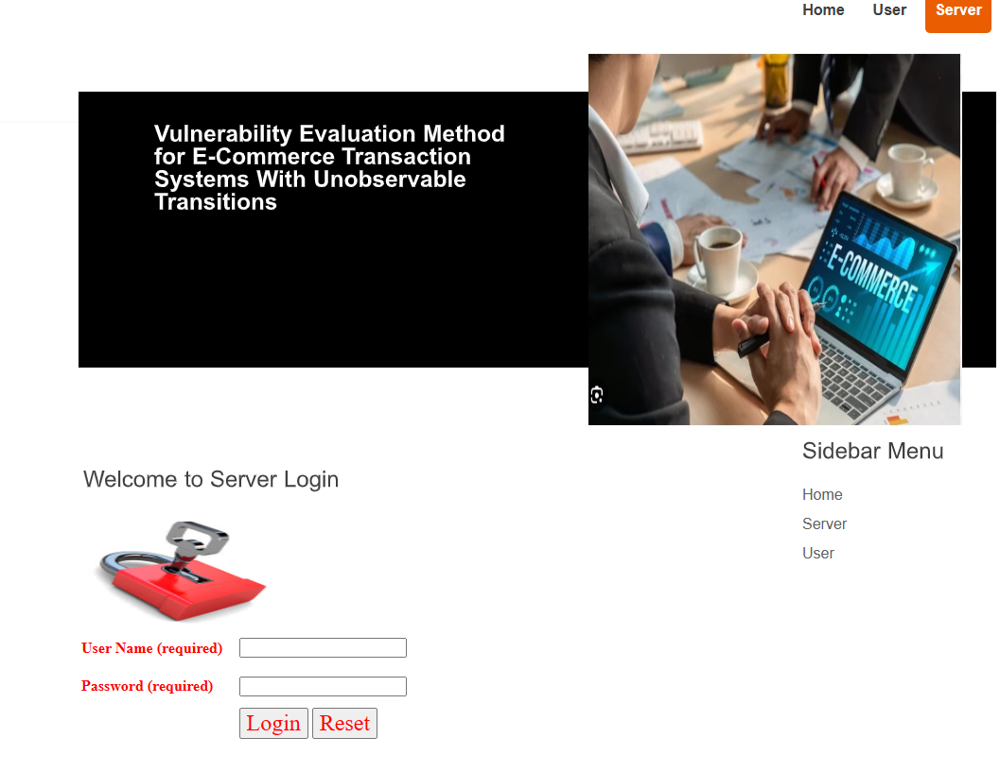 Home User Server
Vulnerability Evaluation Method
for E-Commerce Transaction
Systems With Unobservable
Transitions
E-COMMERCE
Sidebar Menu
Welcome to Server Login
Home
Server
User
User Name (required)
Password (required)
Login Reset